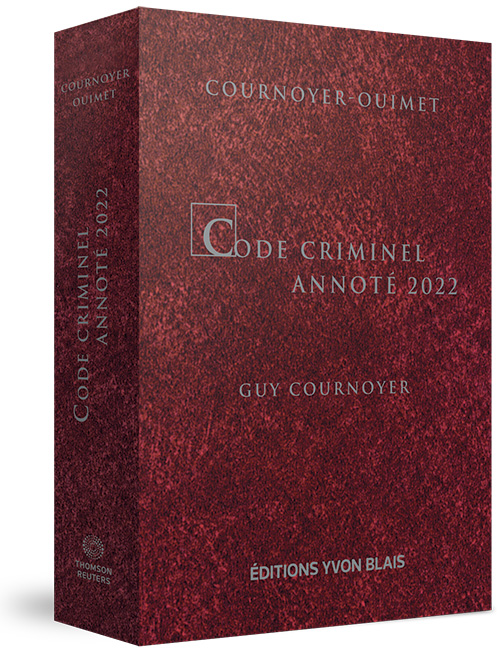 COURNOYER
OUIMET
CODE CRIMINEL
ANNOTÉ 2022
THOMSON
REUTERS
COURNOYER-OUIMET
CODE CRIMINEL
ANNOTÉ 2022
GUY COURNOYER
ÉDITIONS YVON BLAIS